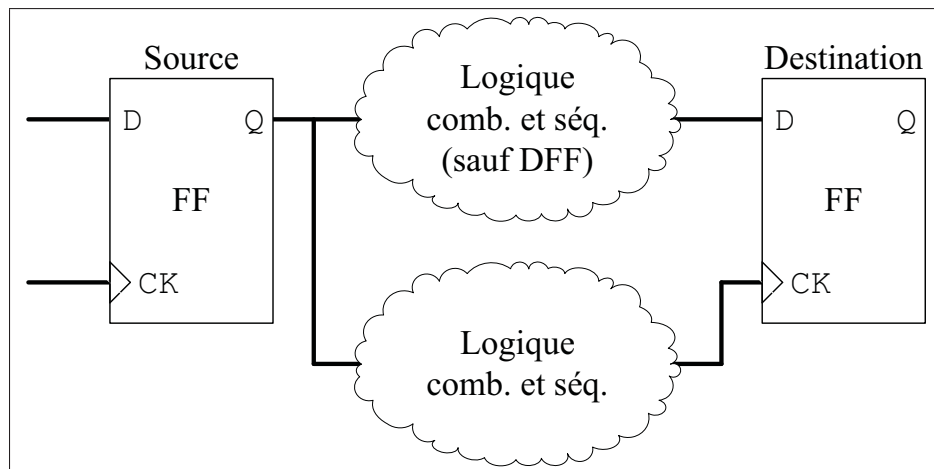 Source
Destination
Logique
comb. et séq.
(sauf DFF)
D Q
D Q
FF
FF
CK
CK
Logique
comb. et séq.